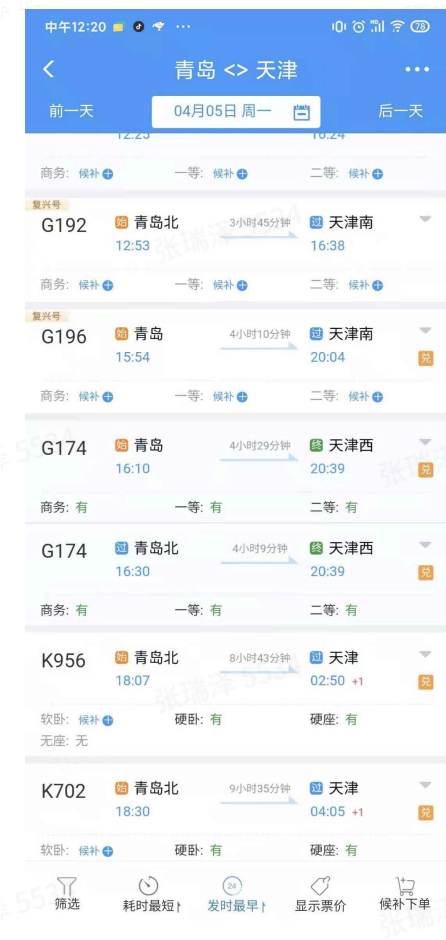 中午12:20 78
青岛 <> 天津
前一天 04月05日 周一 后一天
12:25 16:24
商务: 候补 一等: 候补 二等: 候补
复兴号
G192 始 青岛北 3小时45分钟 过 天津南
12:53 16:38
商务: 候补 一等: 候补 二等: 候补
复兴号
G196 始 青岛 4小时10分钟 过 天津南
15:54 20:04 兑
商务: 候补 一等: 候补 二等: 候补
G174 始 青岛 4小时29分钟 终 天津西
16:10 20:39 兑
商务: 有 一等: 有 二等: 有
G174 过 青岛北 4小时9分钟 终 天津西
16:30 20:39 兑
商务: 有 一等: 有 二等: 有
K956 始 青岛北 8小时43分钟 过 天津
18:07 02:50 +1 兑
软卧: 候补 硬卧: 有 硬座: 有
无座: 无
K702 始 青岛北 9小时35分钟 过 天津
18:30 04:05 +1 兑
软卧: 候补 硬卧: 有 硬座: 有
24
筛选 耗时最短 发时最早 显示票价 候补下单
张瑞泽 5534